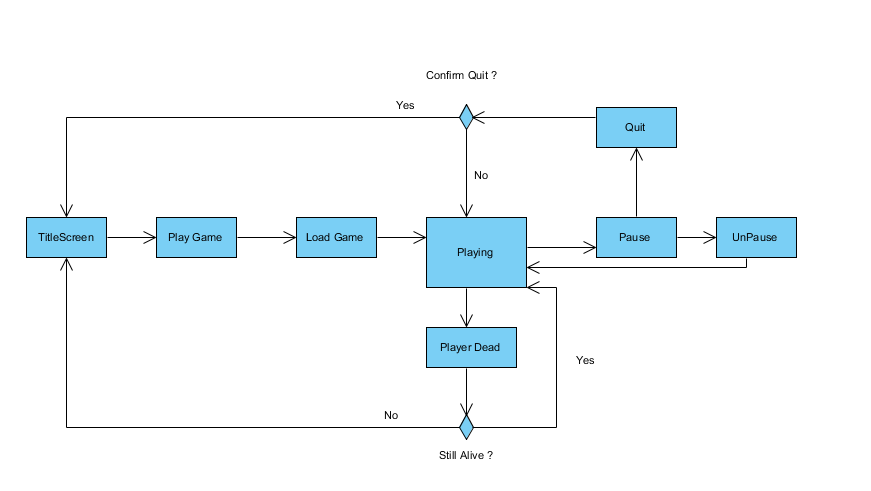 Confirm Quit ?
Yes
Quit
No
TitleScreen
Play Game
Load Game
Playing
Pause
UnPause
Player Dead
Yes
No
Still Alive ?